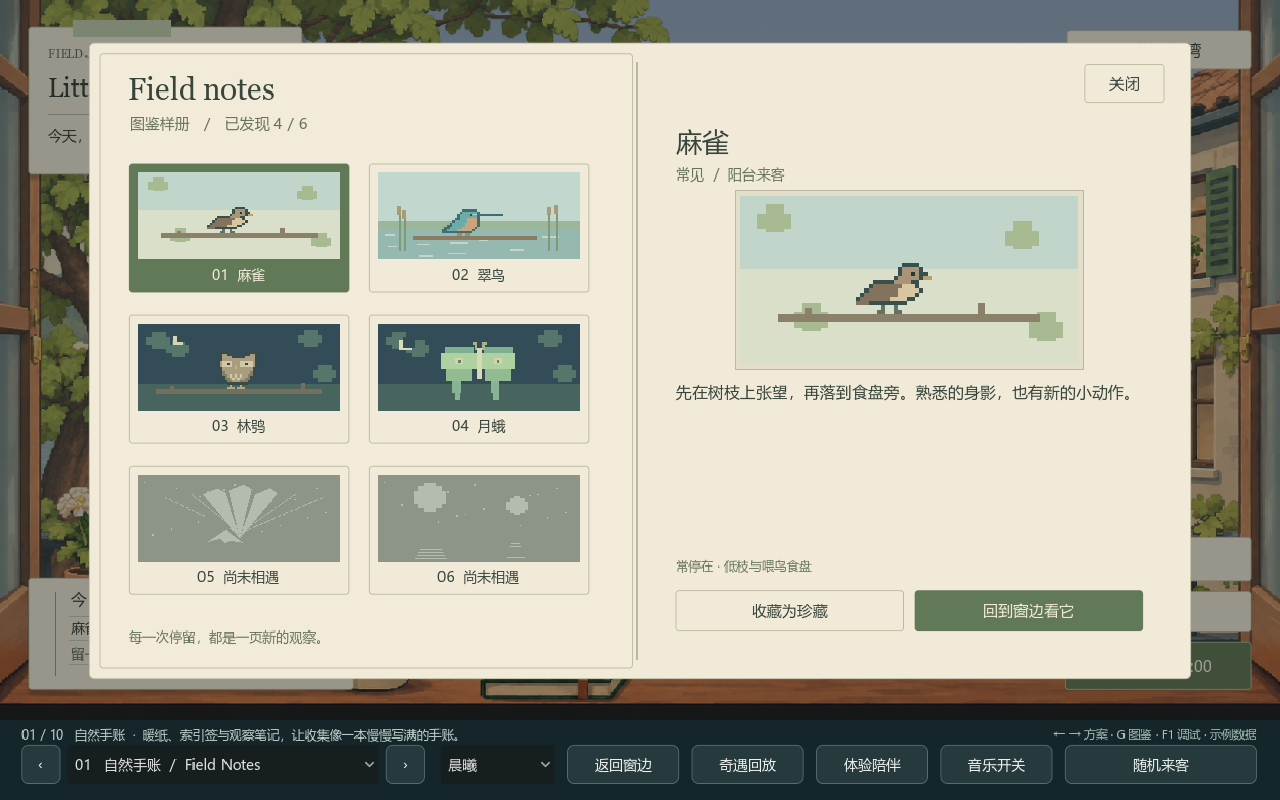 FIELD
Litt
今天,
湾
Field notes
图鉴样册 / 已发现 4 / 6
01 麻雀
02 翠鸟
03 林鸮
04 月蛾
05 尚未相遇
06 尚未相遇
每一次停留，都是一页新的观察。
关闭
麻雀
常见 / 阳台来客
先在树枝上张望，再落到食盘旁。熟悉的身影，也有新的小动作。
常停在 · 低枝与喂鸟食盘
收藏为珍藏
回到窗边看它
今
留
:00
01 / 10 自然手账 · 暖纸、索引签与观察笔记，让收集像一本慢慢写满的手账。
← → 方案 · G 图鉴 · F1 调试 · 示例数据
‹
01 自然手账 / Field Notes
›
晨曦
返回窗边
奇遇回放
体验陪伴
音乐开关
随机来客